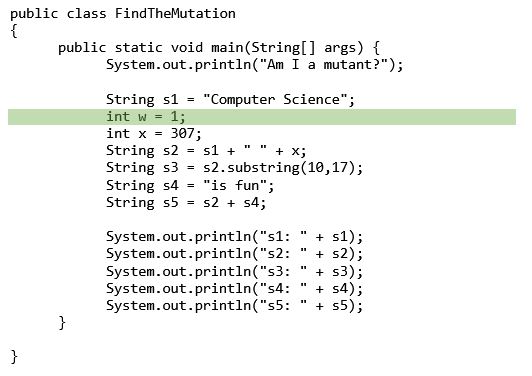 public class FindTheMutation
{
public static void main(String[] args) {
System.out.println("Am I a mutant?");
String s1 = "Computer Science";
int w = 1;
int x = 307;
String s2 = s1 + " " + x;
String s3 = s2.substring(10,17);
String s4 = "is fun";
String s5 = s2 + s4;
System.out.println("s1: " + s1);
System.out.println("s2: " + s2);
System.out.println("s3: " + s3);
System.out.println("s4: " + s4);
System.out.println("s5: " + s5);
}
}